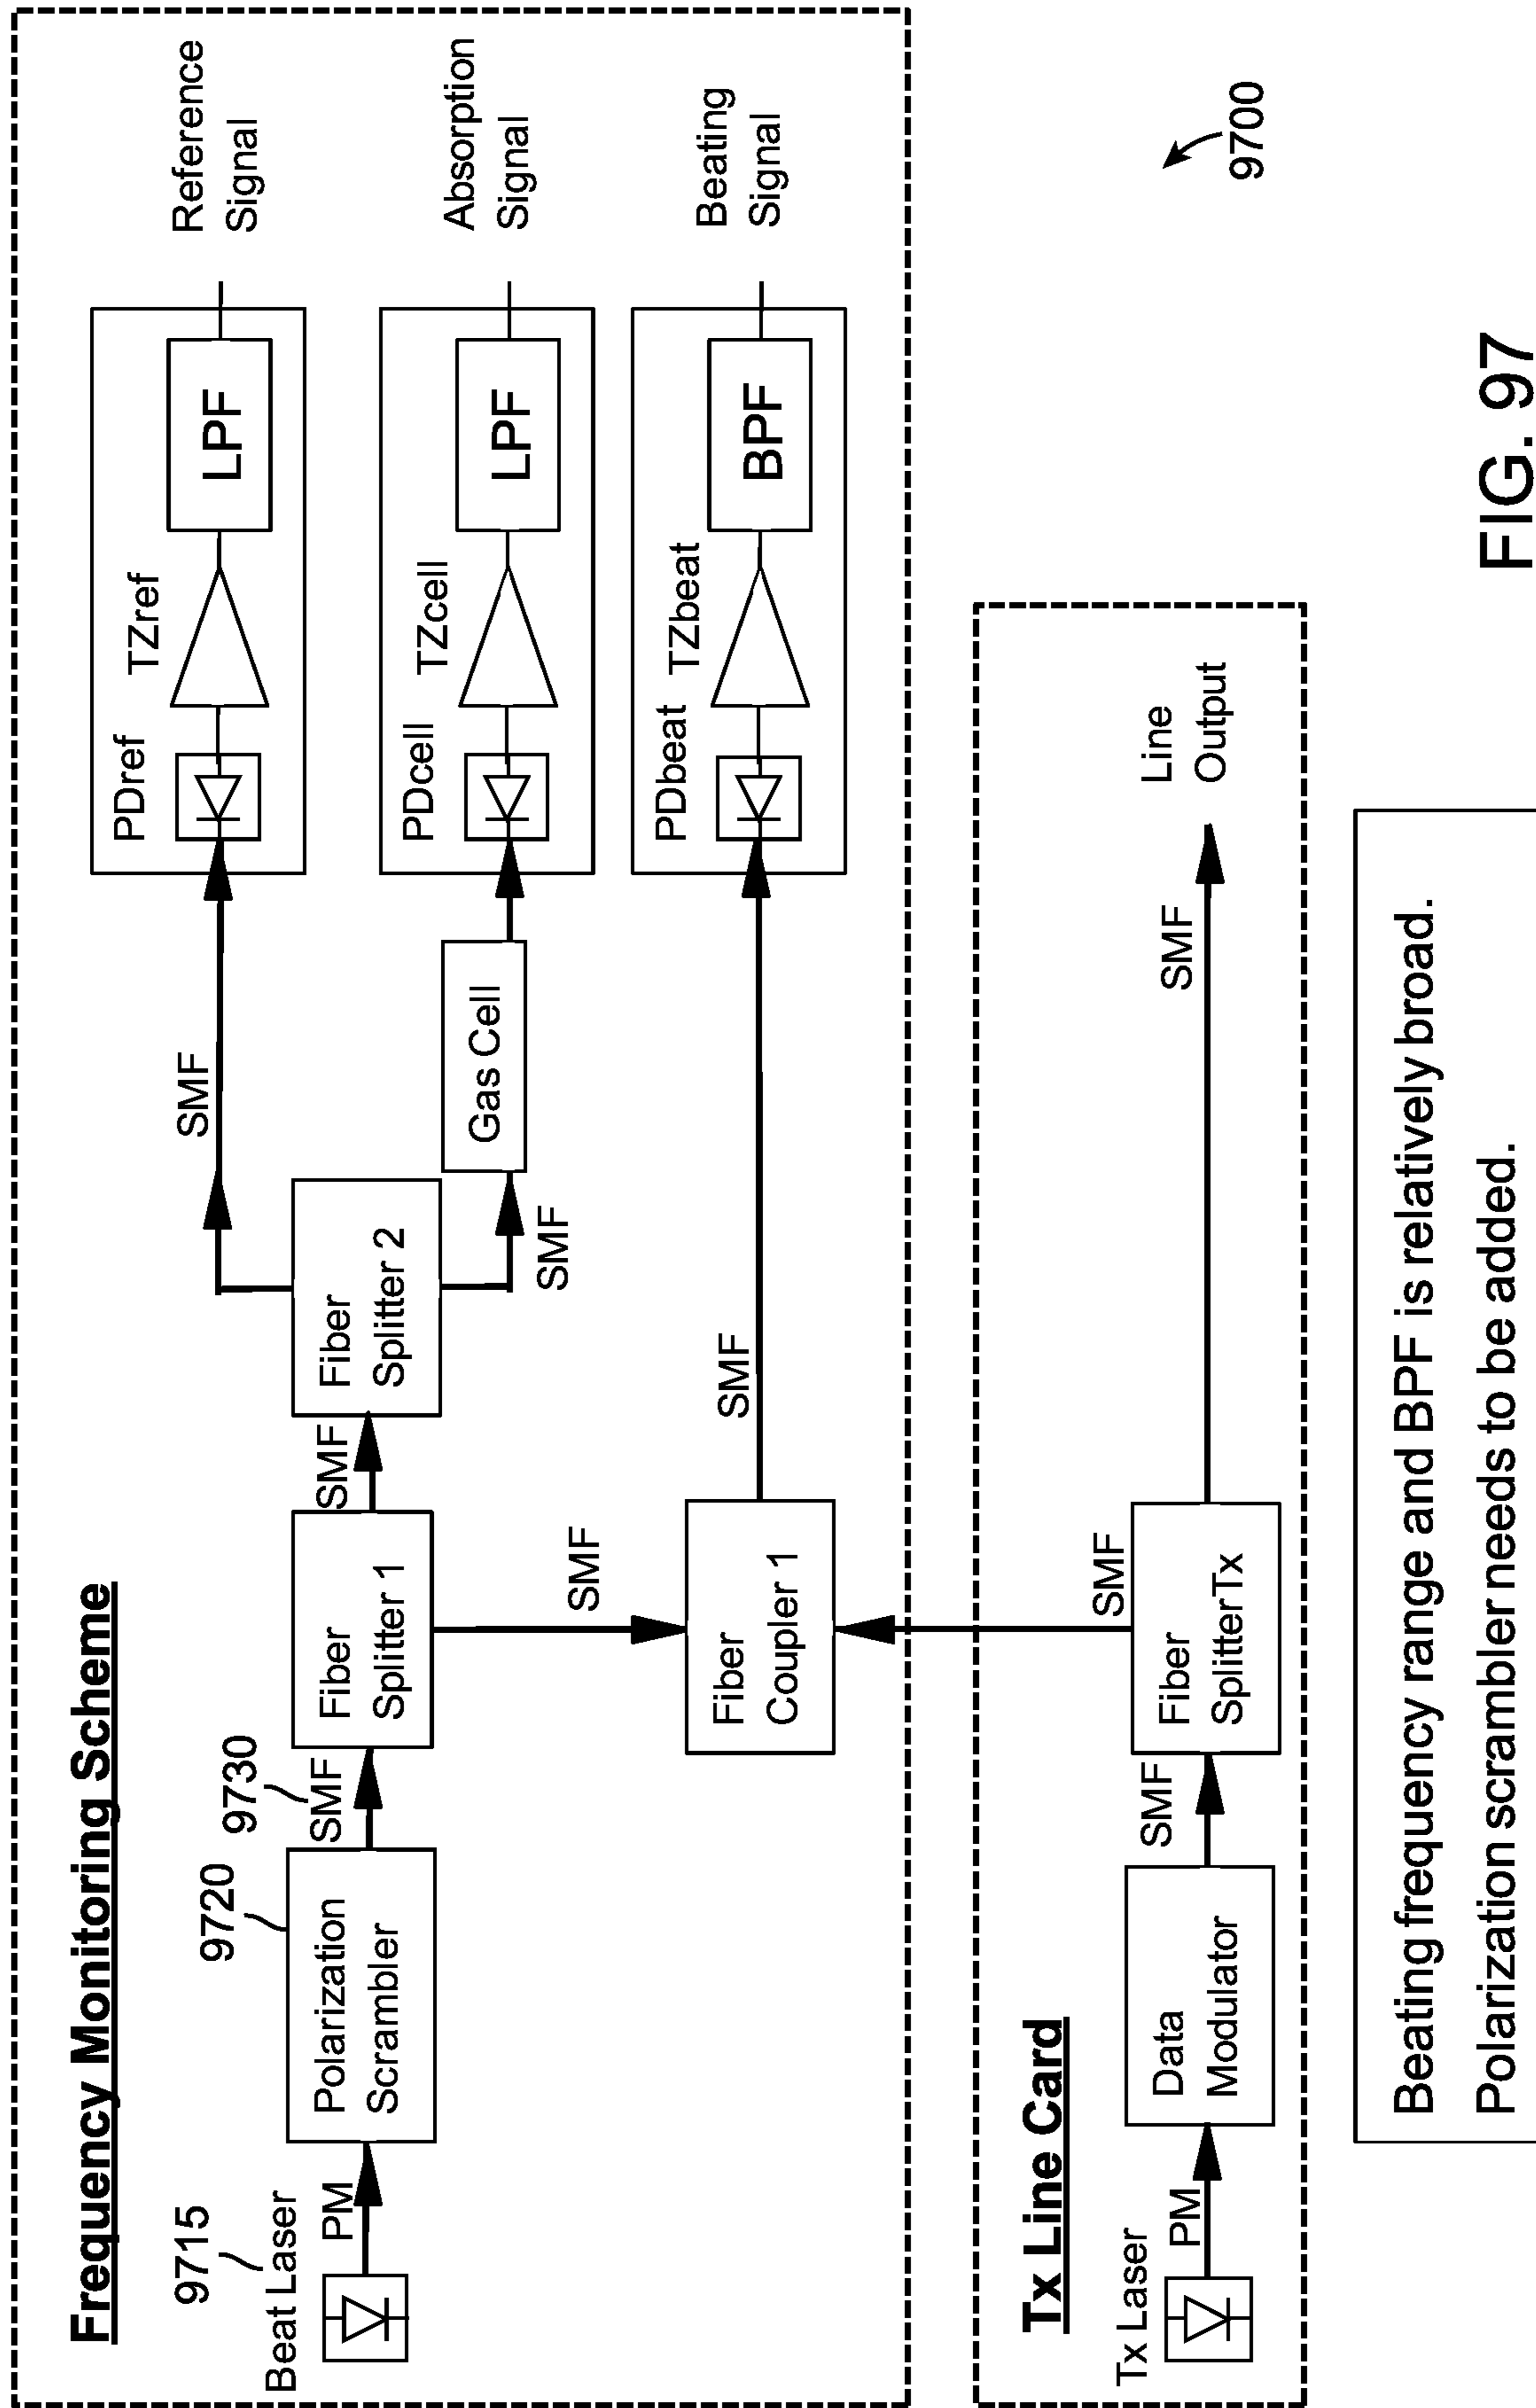 Frequency Monitoring Scheme
9715
Beat Laser
PM
9720
Polarization
Scrambler
9730
SMF
Fiber
Splitter 1
SMF
Fiber
Splitter 2
SMF
PDref
TZref
LPF
Reference
Signal
SMF
Gas Cell
PDcell
TZcell
LPF
Absorption
Signal
SMF
Fiber
Coupler 1
SMF
PDbeat
TZbeat
BPF
Beating
Signal
Tx Line Card
Tx Laser
PM
Data
Modulator
SMF
Fiber
Splitter Tx
SMF
SMF
Line
Output
9700
Beating frequency range and BPF is relatively broad.
Polarization scrambler needs to be added.
FIG. 97